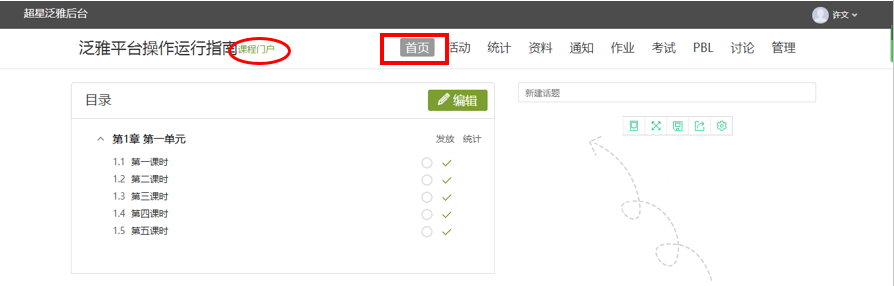 超星泛雅后台
许文
泛雅平台操作运行指南 课程门户 首页 活动 统计 资料 通知 作业 考试 PBL 讨论 管理
目录 编辑
新建话题
第1章 第一单元 发放 统计
1.1 第一课时
1.2 第二课时
1.3 第三课时
1.4 第四课时
1.5 第五课时